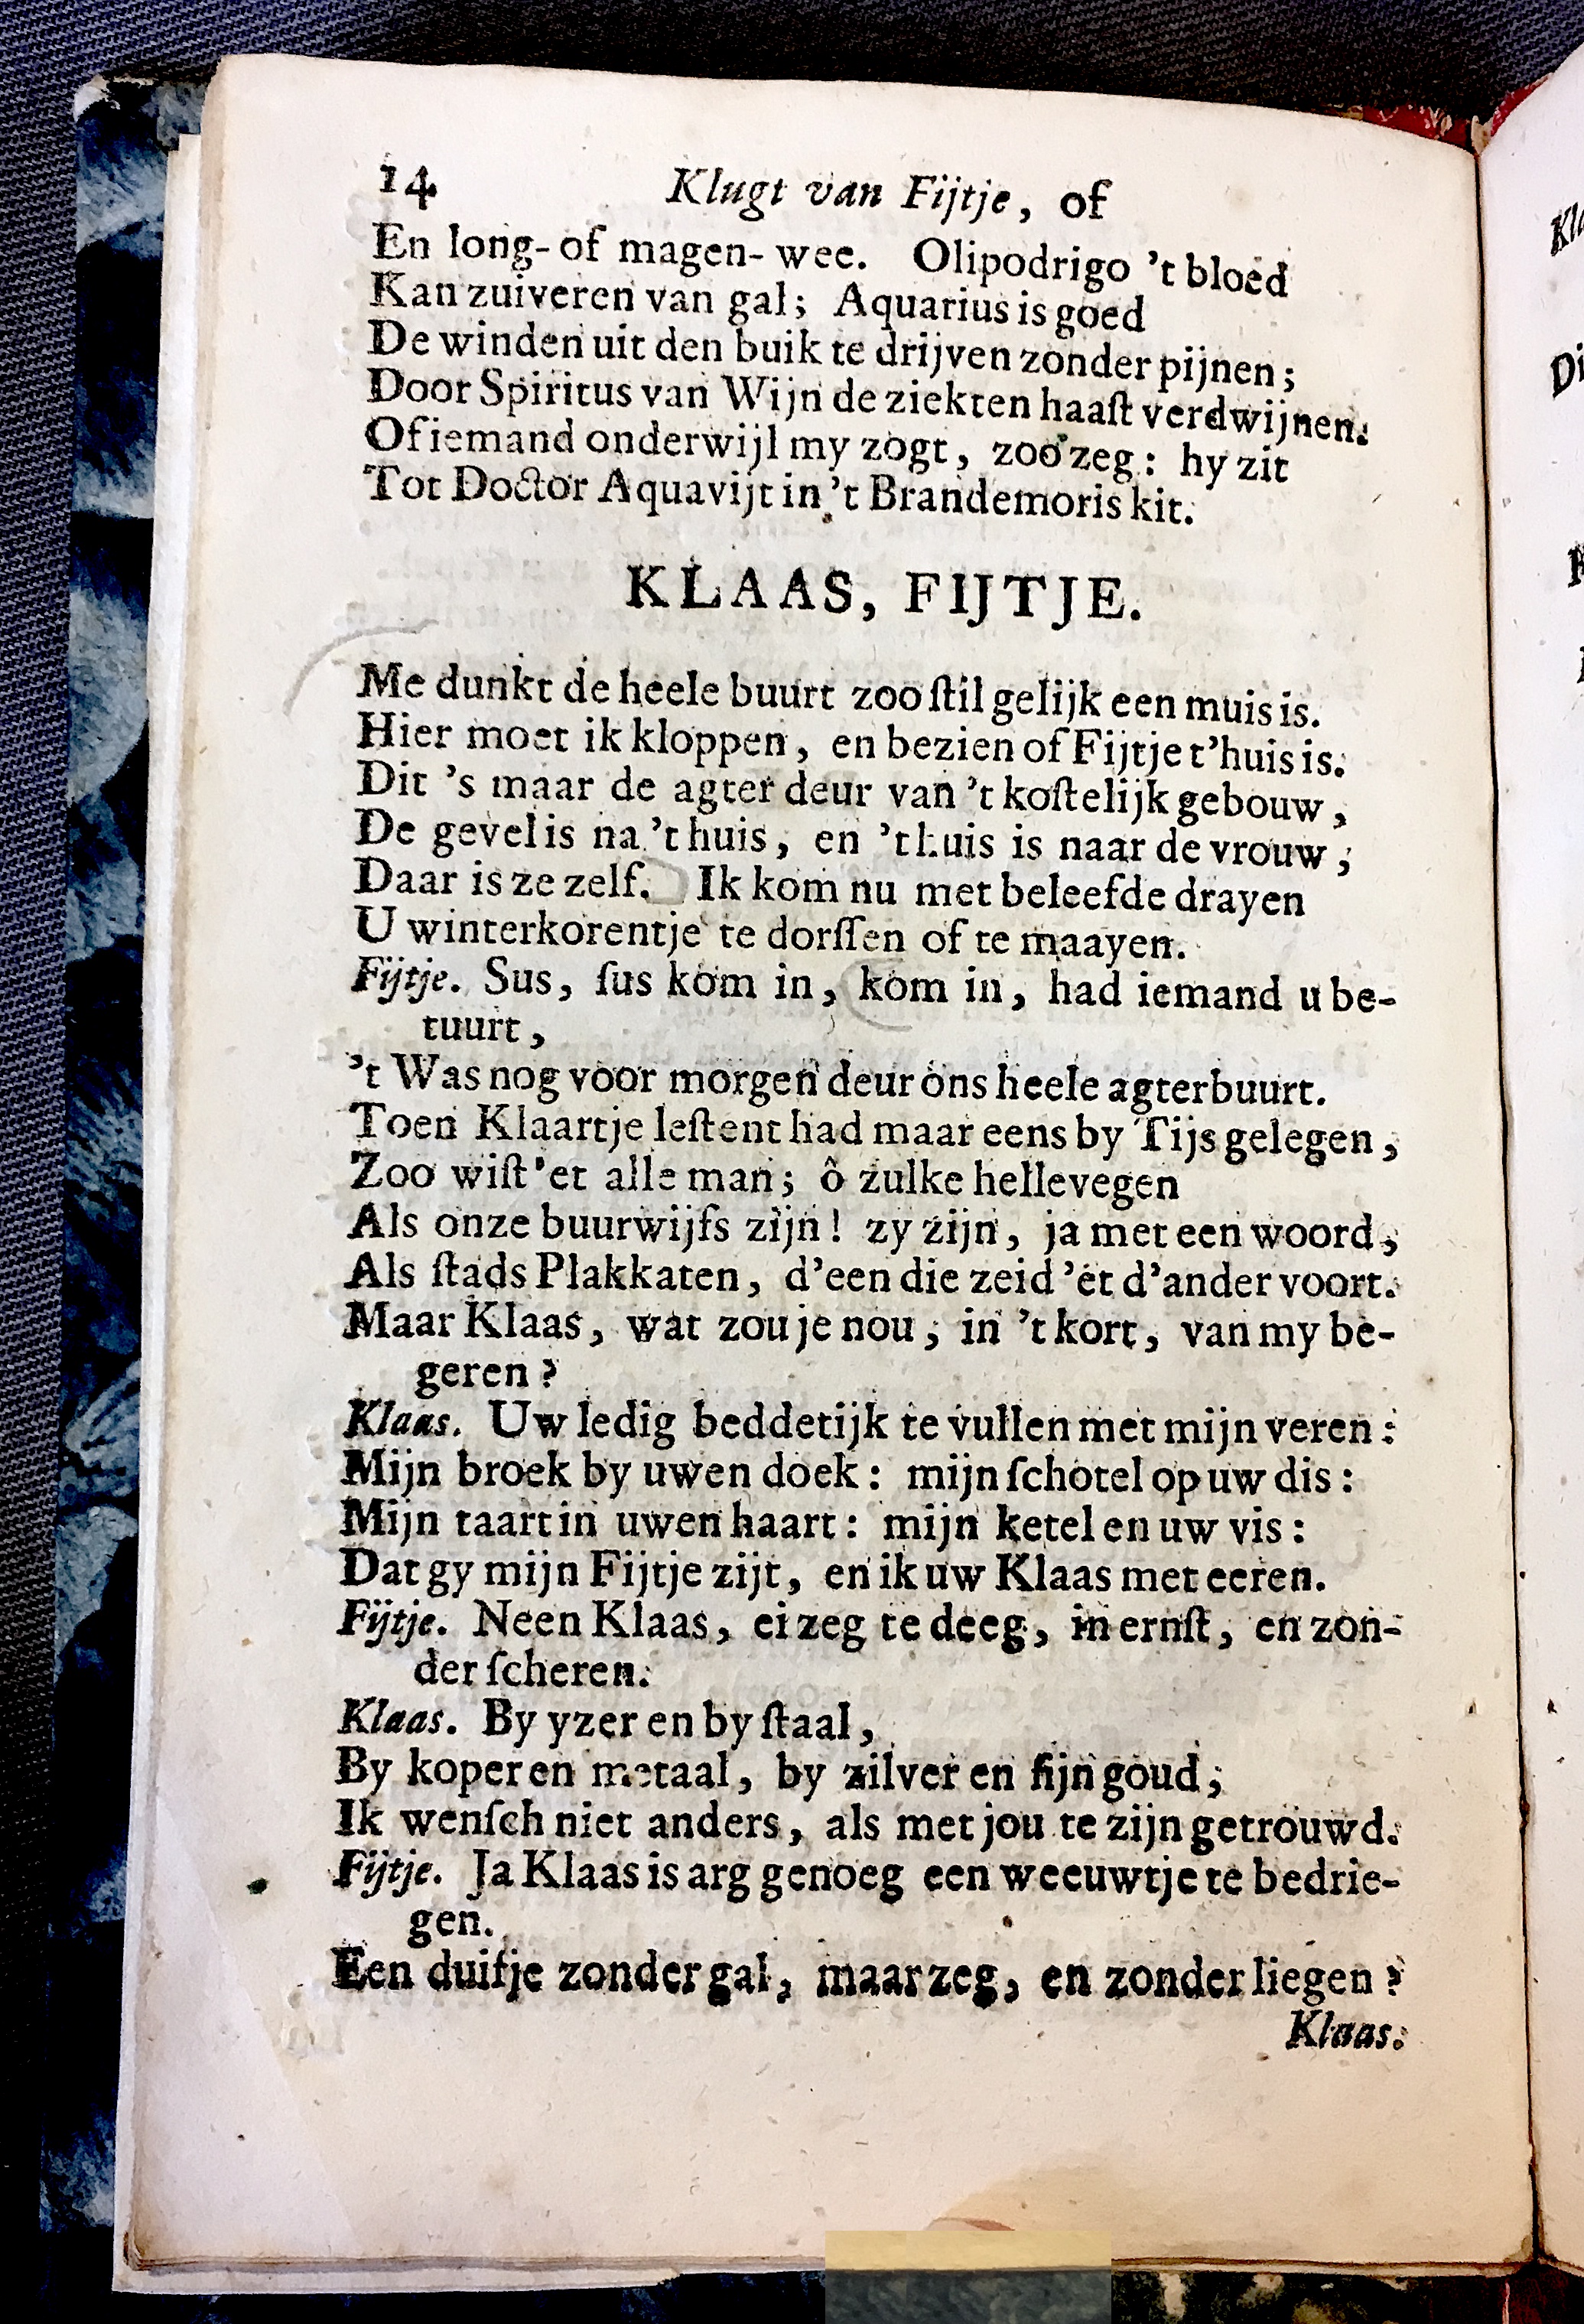 14 Klugt van Fijtje, of
En long- of magen- wee. Olipodrigo 't bloed
Kan zuiveren van gal; Aquarius is goed
De winden uit den buik te drijven zonder pijnen;
Door Spiritus van Wijn de ziekten haaſt verdwijnen.
Of iemand onderwijl my zogt, zoo zeg: hy zit
Tot Doctor Aquavijt in 't Brandemoris kit.
KLAAS, FIJTJE.
Me dunkt de heele buurt zoo ſtil gelijk een muis is.
Hier moet ik kloppen, en bezien of Fijtje t'huis is.
Dit 's maar de agter deur van 't koſtelijk gebouw,
De gevel is na 't huis, en 't huis is naar de vrouw;
Daar is ze zelf. Ik kom nu met beleefde drayen
U winterkorentje te dorſſen of te maayen.
Fijtje. Sus, ſus kom in, kom in, had iemand u be-
tuurt,
't Was nog voor morgen deur ons heele agterbuurt.
Toen Klaartje leſtent had maar eens by Tijs gelegen,
Zoo wiſt 'et alle man; ô zulke hellevegen
Als onze buurwijfs zijn! zy zijn, ja met een woord,
Als ſtads Plakkaten, d'een die zeid 'et d'ander voort.
Maar Klaas, wat zou je nou, in 't kort, van my be-
geren?
Klaas. Uw ledig beddetijk te vullen met mijn veren:
Mijn broek by uwen doek: mijn ſchotel op uw dis:
Mijn taart in uwen haart: mijn ketel en uw vis:
Dat gy mijn Fijtje zijt, en ik uw Klaas met eeren.
Fijtje. Neen Klaas, ei zeg te deeg, in ernſt, en zon-
der ſcheren.
Klaas. By yzer en by ſtaal,
By koper en metaal, by zilver en fijn goud;
Ik wenſch niet anders, als met jou te zijn getrouwd.
Fijtje. Ja Klaas is arg genoeg een weeuwtje te bedrie-
gen.
Een duifje zonder gal, maar zeg, en zonder liegen?
Klaas.